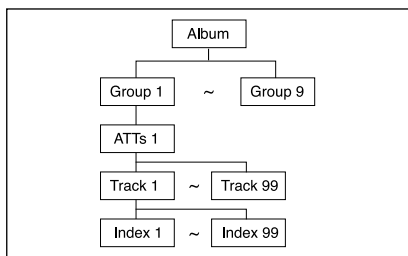 Album
Group 1 ~ Group 9
ATTs 1
Track 1 ~ Track 99
Index 1 ~ Index 99